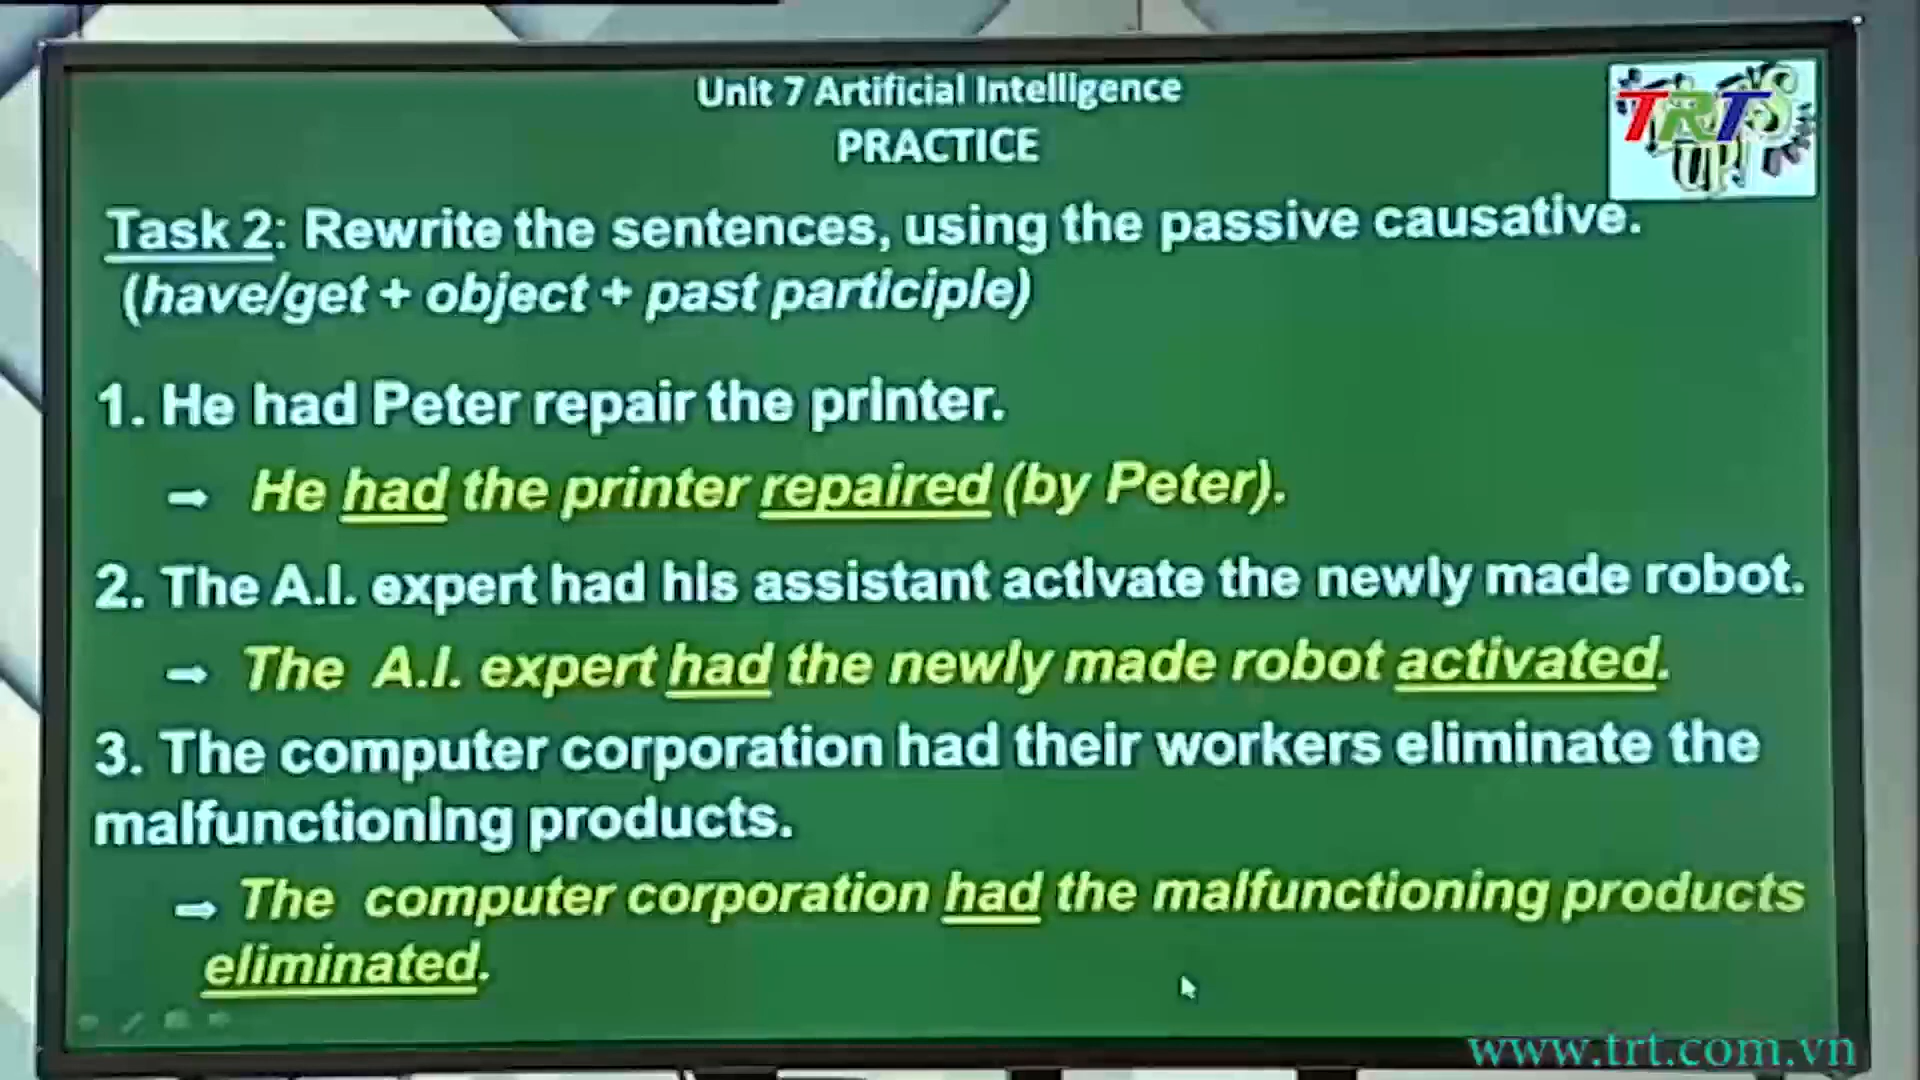 Unit 7 Artificial Intelligence
PRACTICE
TRT
UP!
Task 2: Rewrite the sentences, using the passive causative.
(have/get + object + past participle)
1. He had Peter repair the printer.
➡ He had the printer repaired (by Peter).
2. The A.I. expert had his assistant activate the newly made robot.
➡ The A.I. expert had the newly made robot activated.
3. The computer corporation had their workers eliminate the
malfunctioning products.
➡ The computer corporation had the malfunctioning products
eliminated.
www.trt.com.vn